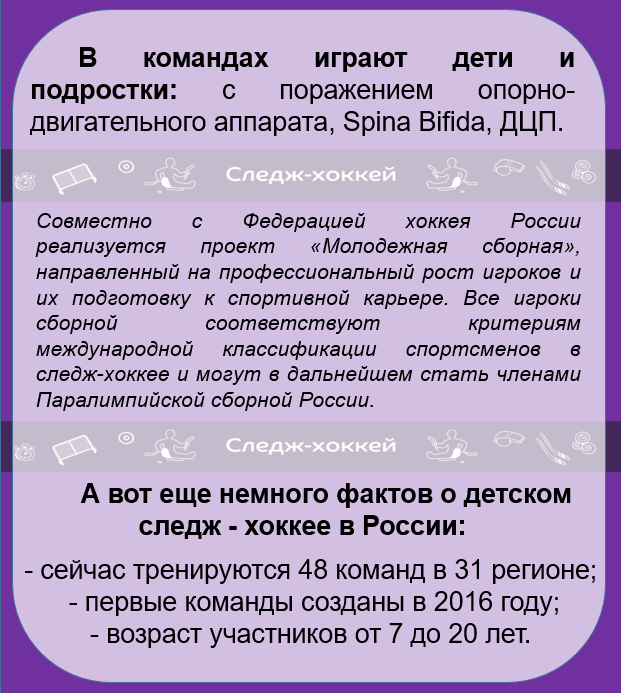 В командах играют дети и
подростки: с поражением опорно-
двигательного аппарата, Spina Bifida, ДЦП.
Следж-хоккей
Совместно с Федерацией хоккея России
реализуется проект «Молодежная сборная»,
направленный на профессиональный рост игроков и
их подготовку к спортивной карьере. Все игроки
сборной соответствуют критериям
международной классификации спортсменов в
следж-хоккее и могут в дальнейшем стать членами
Паралимпийской сборной России.
Следж-хоккей
А вот еще немного фактов о детском
следж - хоккее в России:
- сейчас тренируются 48 команд в 31 регионе;
- первые команды созданы в 2016 году;
- возраст участников от 7 до 20 лет.